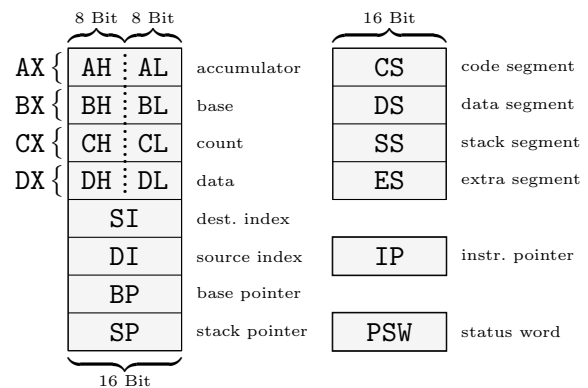 8 Bit 8 Bit 16 Bit
AX { AH AL accumulator CS code segment
BX { BH BL base DS data segment
CX { CH CL count SS stack segment
DX { DH DL data ES extra segment
SI dest. index
DI source index IP instr. pointer
BP base pointer
SP stack pointer PSW status word
16 Bit